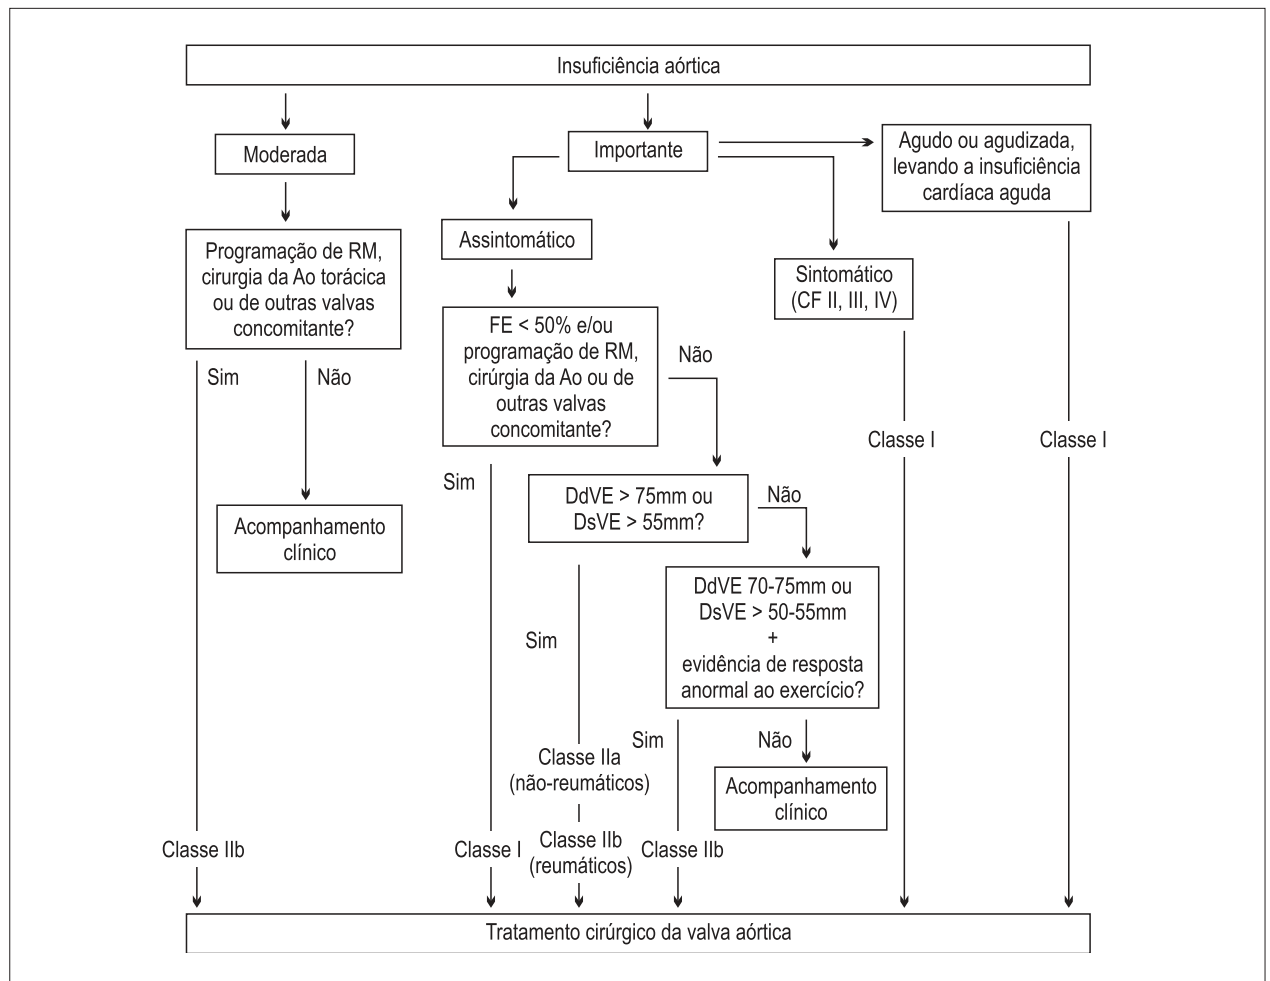 Insuficiência aórtica
Moderada
Importante
Agudo ou agudizada,
levando a insuficiência
cardíaca aguda
Programação de RM,
cirurgia da Ao torácica
ou de outras valvas
concomitante?
Assintomático
Sintomático
(CF II, III, IV)
FE < 50% e/ou
programação de RM,
cirúrgia da Ao ou de
outras valvas
concomitante?
Não
Sim
Não
Classe I
Classe I
Sim
DdVE > 75mm ou
DsVE > 55mm?
Não
Acompanhamento
clínico
DdVE 70-75mm ou
DsVE > 50-55mm
+
evidência de resposta
anormal ao exercício?
Sim
Sim
Não
Classe IIa
(não-reumáticos)
Acompanhamento
clínico
Classe IIb
Classe I
Classe IIb
(reumáticos)
Classe IIb
Tratamento cirúrgico da valva aórtica